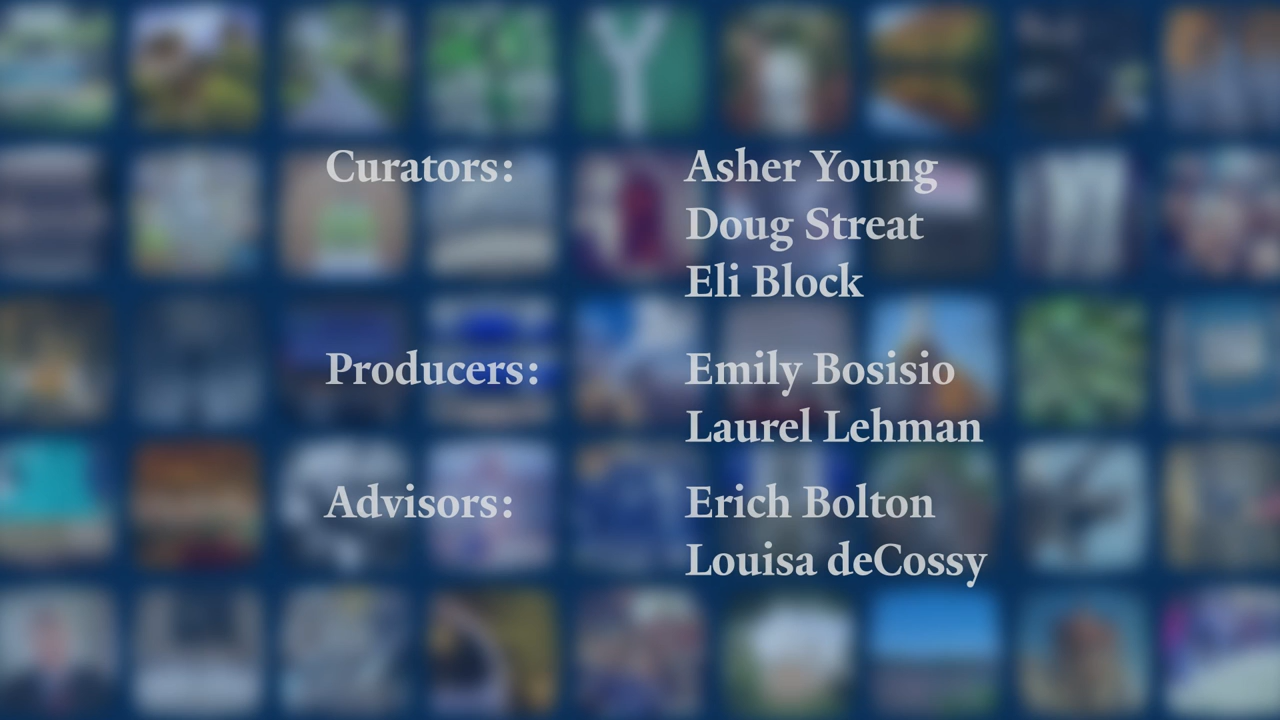 Y
Curators: Asher Young
Doug Streat
Eli Block
Producers: Emily Bosisio
Laurel Lehman
Advisors: Erich Bolton
Louisa deCossy